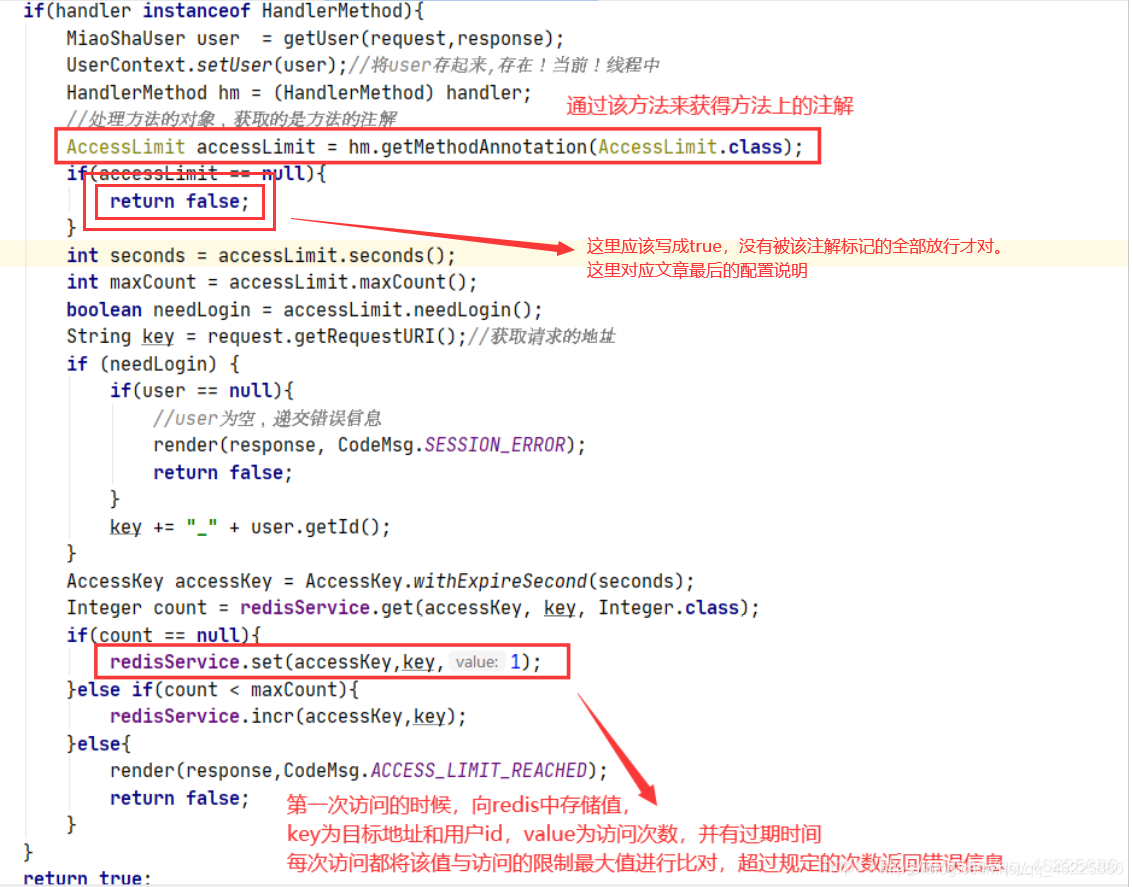 if(handler instanceof HandlerMethod){
MiaoShaUser user = getUser(request,response);
UserContext.setUser(user);//将user存起来,存在！当前！线程中
HandlerMethod hm = (HandlerMethod) handler;
通过该方法来获得方法上的注解
//处理方法的对象，获取的是方法的注解
AccessLimit accessLimit = hm.getMethodAnnotation(AccessLimit.class);
if(accessLimit == null){
return false;
}
这里应该写成true，没有被该注解标记的全部放行才对。
int seconds = accessLimit.seconds();
这里对应文章最后的配置说明
int maxCount = accessLimit.maxCount();
boolean needLogin = accessLimit.needLogin();
String key = request.getRequestURI();//获取请求的地址
if (needLogin) {
if(user == null){
//user为空，递交错误信息
render(response, CodeMsg.SESSION_ERROR);
return false;
}
key += "_" + user.getId();
}
AccessKey accessKey = AccessKey.withExpireSecond(seconds);
Integer count = redisService.get(accessKey, key, Integer.class);
if(count == null){
redisService.set(accessKey,key, value: 1);
}else if(count < maxCount){
redisService.incr(accessKey,key);
}else{
render(response,CodeMsg.ACCESS_LIMIT_REACHED);
return false;
第一次访问的时候，向redis中存储值，
}
key为目标地址和用户id，value为访问次数，并有过期时间
}
每次访问都将该值与访问的限制最大值进行比对，超过规定的次数返回错误信息
return true;